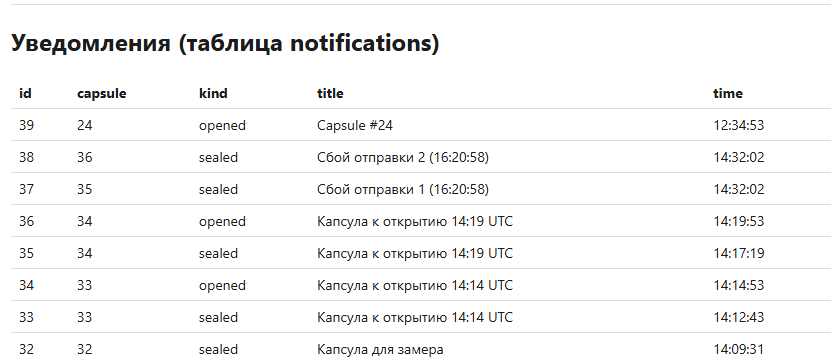 Уведомления (таблица notifications)
id capsule kind title time
39 24 opened Capsule #24 12:34:53
38 36 sealed Сбой отправки 2 (16:20:58) 14:32:02
37 35 sealed Сбой отправки 1 (16:20:58) 14:32:02
36 34 opened Капсула к открытию 14:19 UTC 14:19:53
35 34 sealed Капсула к открытию 14:19 UTC 14:17:19
34 33 opened Капсула к открытию 14:14 UTC 14:14:53
33 33 sealed Капсула к открытию 14:14 UTC 14:12:43
32 32 sealed Капсула для замера 14:09:31